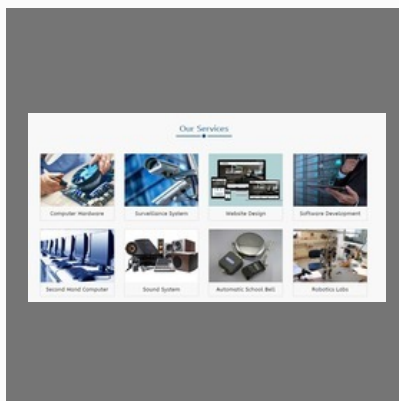 Our Services
Computer Hardware
Surveillance System
Website Design
Software Development
Second Hand Computer
Sound System
Automatic School Bell
Robotics Labs